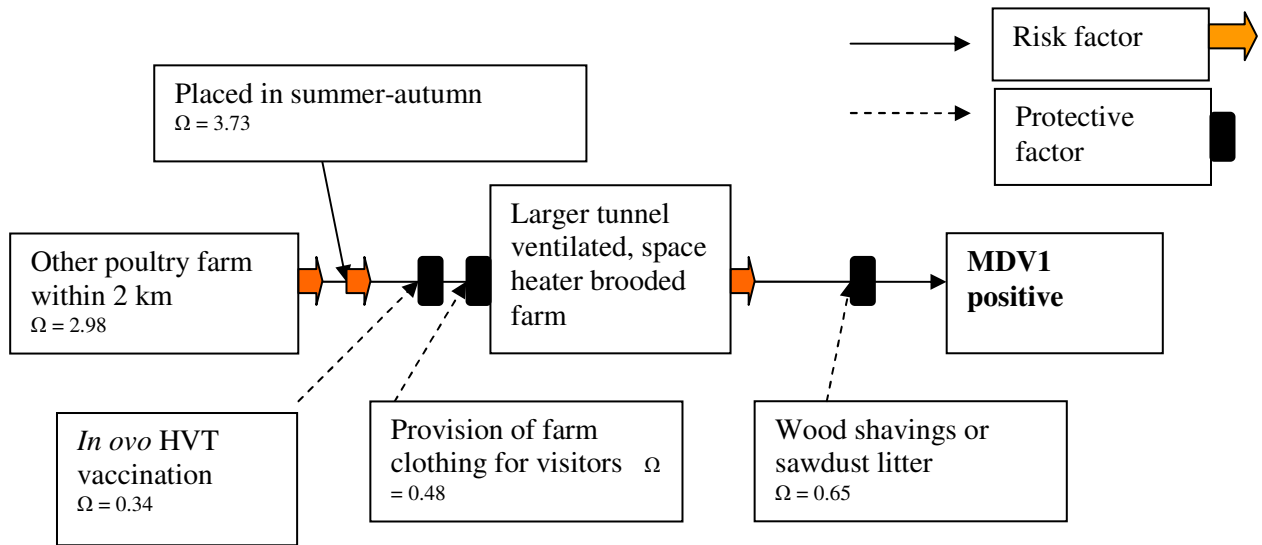 Risk factor
Protective
factor
Placed in summer-autumn
Ω = 3.73
Other poultry farm
within 2 km
Ω = 2.98
Larger tunnel
ventilated, space
heater brooded
farm
MDV1
positive
In ovo HVT
vaccination
Ω = 0.34
Provision of farm
clothing for visitors Ω
= 0.48
Wood shavings or
sawdust litter
Ω = 0.65